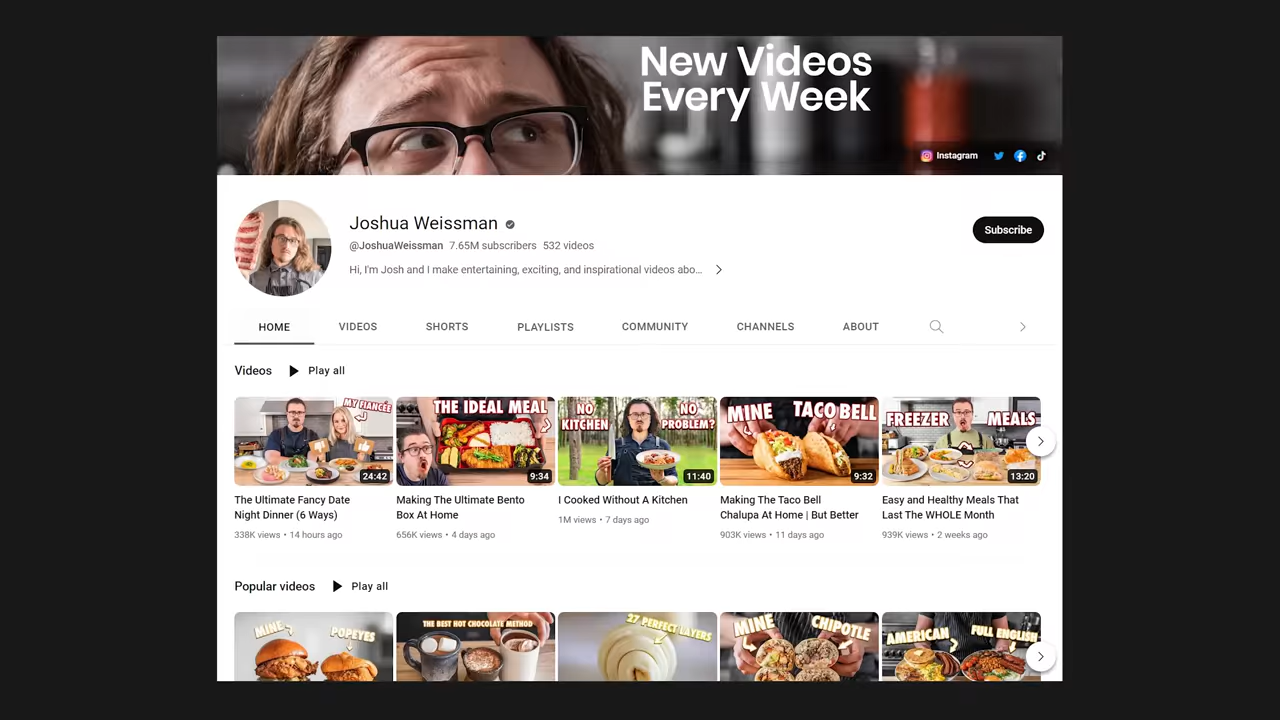 New Videos
Every Week
Instagram
Joshua Weissman
@JoshuaWeissman 7.65M subscribers 532 videos
Hi, I'm Josh and I make entertaining, exciting, and inspirational videos abo...
Subscribe
HOME VIDEOS SHORTS PLAYLISTS COMMUNITY CHANNELS ABOUT
Videos Play all
MY FIANCÉE
24:42
The Ultimate Fancy Date
Night Dinner (6 Ways)
338K views • 14 hours ago
THE IDEAL MEAL
9:34
Making The Ultimate Bento
Box At Home
656K views • 4 days ago
NO KITCHEN
NO PROBLEM?
11:40
I Cooked Without A Kitchen
1M views • 7 days ago
MINE TACO BELL
9:32
Making The Taco Bell
Chalupa At Home | But Better
903K views • 11 days ago
FREEZER MEALS
13:20
Easy and Healthy Meals That
Last The WHOLE Month
939K views • 2 weeks ago
Popular videos Play all
MINE POPEYES
THE BEST HOT CHOCOLATE METHOD
27 PERFECT LAYERS
MINE CHIPOTLE
AMERICAN FULL ENGLISH